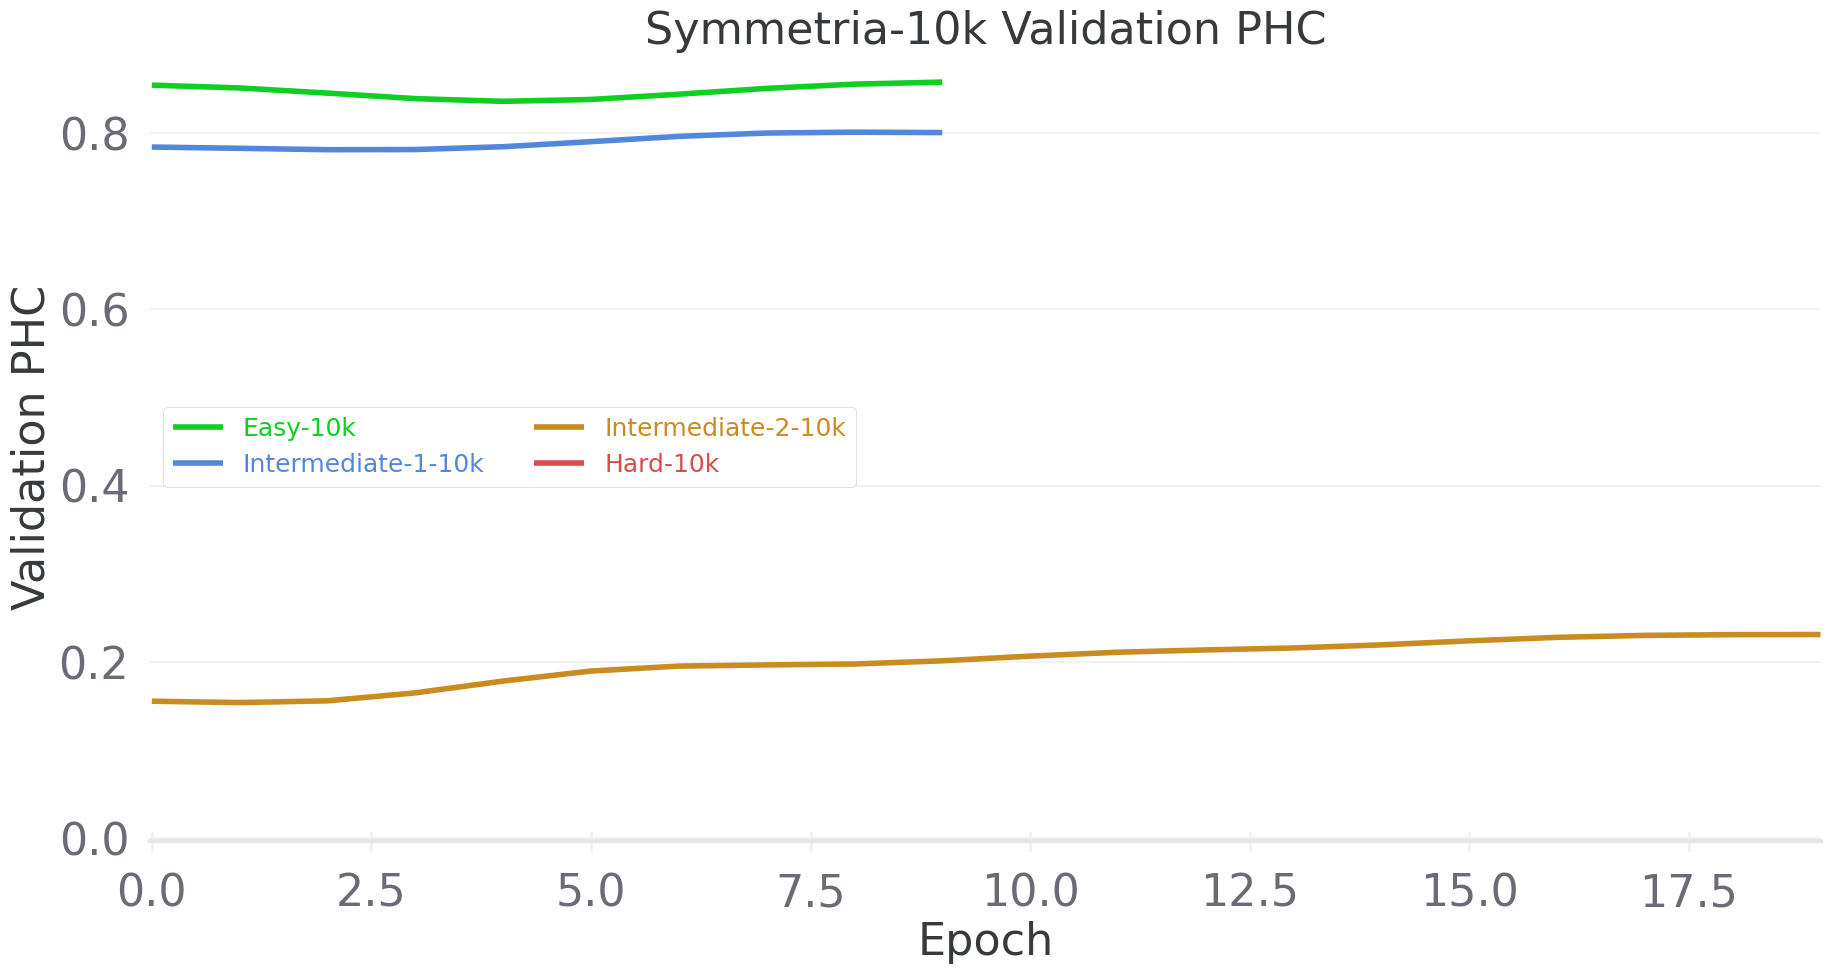 Symmetria-10k Validation PHC
Validation PHC
0.8
0.6
0.4
0.2
0.0
Easy-10k
Intermediate-1-10k
Intermediate-2-10k
Hard-10k
0.0 2.5 5.0 7.5 10.0 12.5 15.0 17.5
Epoch